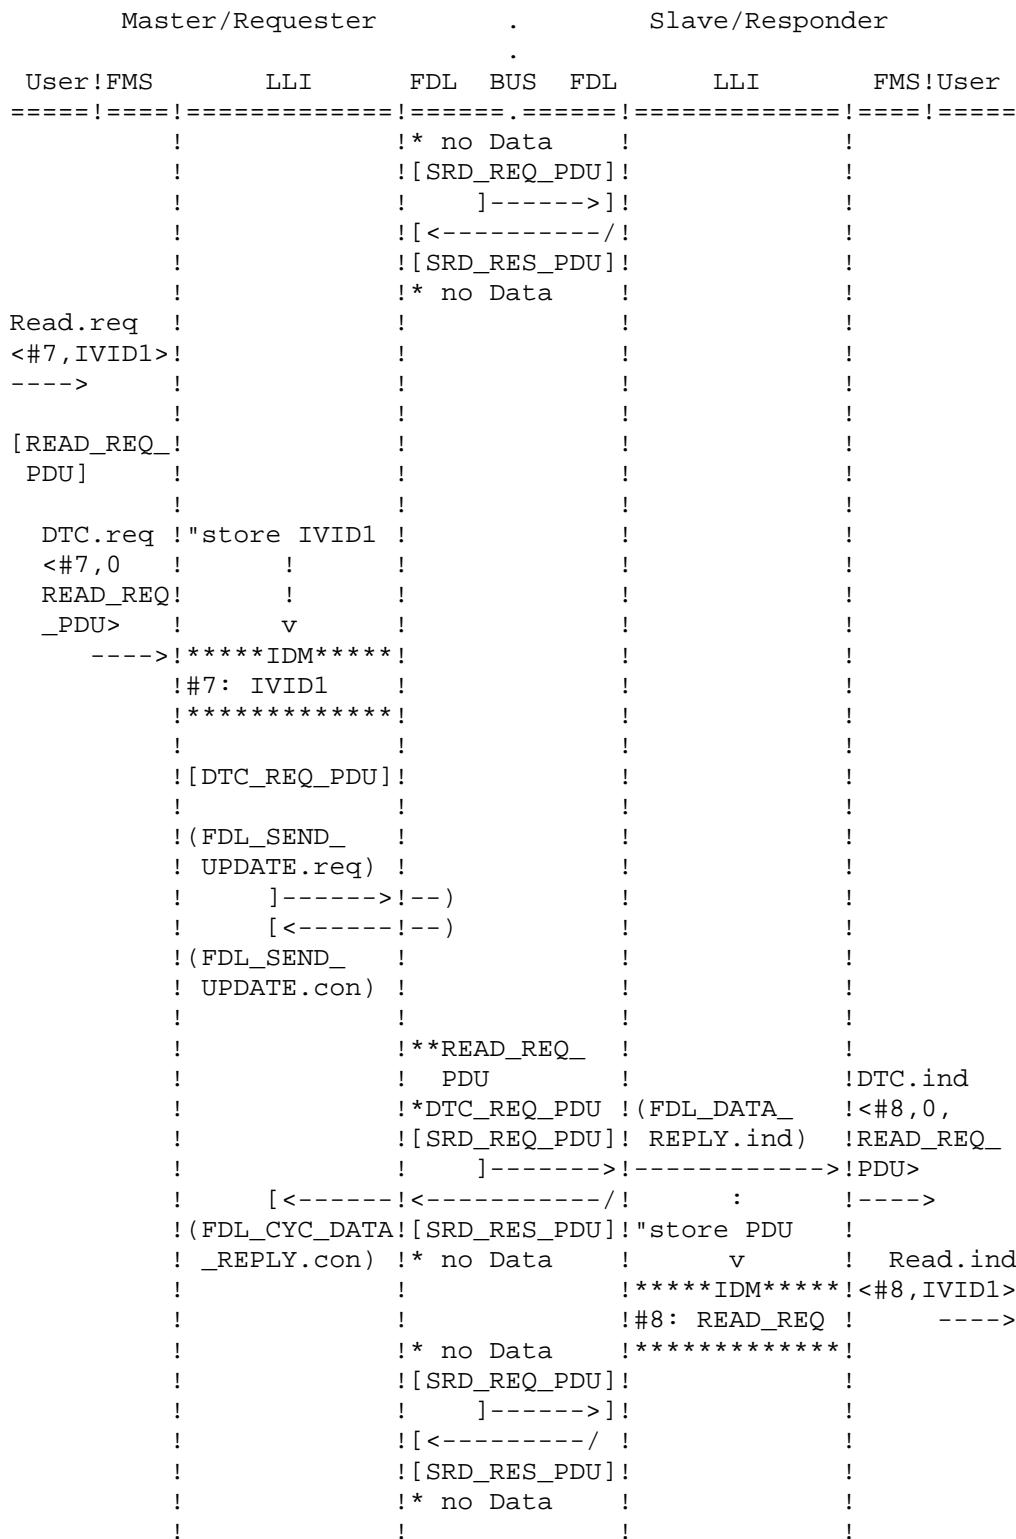 Master/Requester         .        Slave/Responder
                                .
 User!FMS       LLI      FDL  BUS  FDL      LLI         FMS!User
=====!====!=============!======.======!=============!====!=====
          !             !* no Data    !             !
          !             ![SRD_REQ_PDU]!             !
          !             !    ]------>]!             !
          !             ![<----------/!             !
          !             ![SRD_RES_PDU]!             !
          !             !* no Data    !             !
Read.req  !             !             !             !
<#7,IVID1>!             !             !             !
---->     !             !             !             !
          !             !             !             !
[READ_REQ_!             !             !             !
 PDU]     !             !             !             !
          !             !             !             !
  DTC.req !"store IVID1 !             !             !
  <#7,0   !      !      !             !             !
  READ_REQ!      !      !             !             !
  _PDU>   !      v      !             !             !
     ---->!*****IDM*****!             !             !
          !#7: IVID1    !             !             !
          !*************!             !             !
          !             !             !             !
          ![DTC_REQ_PDU]!             !             !
          !             !             !             !
          !(FDL_SEND_   !             !             !
          ! UPDATE.req) !             !             !
          !     ]------>!--)          !             !
          !     [<------!--)          !             !
          !(FDL_SEND_   !             !             !
          ! UPDATE.con) !             !             !
          !             !             !             !
          !             !**READ_REQ_  !             !
          !             !  PDU        !             !DTC.ind
          !             !*DTC_REQ_PDU !(FDL_DATA_   !<#8,0,
          !             ![SRD_REQ_PDU]! REPLY.ind)  !READ_REQ_
          !             !    ]------->!------------>!PDU>
          !     [<------!<-----------/!      :      !---->
          !(FDL_CYC_DATA![SRD_RES_PDU]!"store PDU   !
          ! _REPLY.con) !* no Data    !      v      !  Read.ind
          !             !             !*****IDM*****!<#8,IVID1>
          !             !             !#8: READ_REQ !     ---->
          !             !* no Data    !*************!
          !             ![SRD_REQ_PDU]!             !
          !             !    ]------>]!             !
          !             ![<---------/ !             !
          !             ![SRD_RES_PDU]!             !
          !             !* no Data    !             !
          !             !             !             !